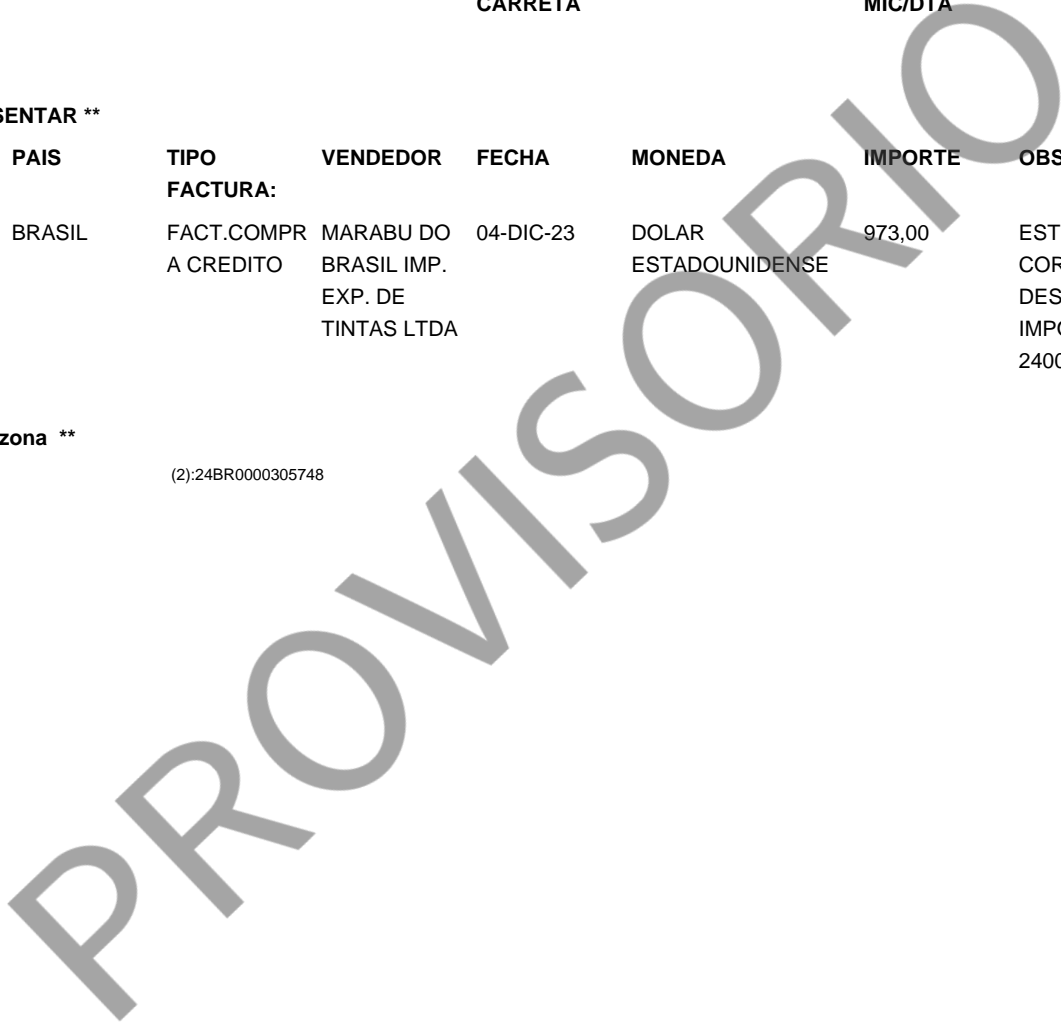 CARRETA MIC/DTA
SENTAR **
PAIS TIPO VENDEDOR FECHA MONEDA IMPORTE OBS
FACTURA:
BRASIL FACT.COMPR MARABU DO 04-DIC-23 DOLAR 973,00 EST
A CREDITO BRASIL IMP. ESTADOUNIDENSE COR
EXP. DE DES
TINTAS LTDA IMPO
2400
zona **
(2):24BR0000305748
PROVISORIO